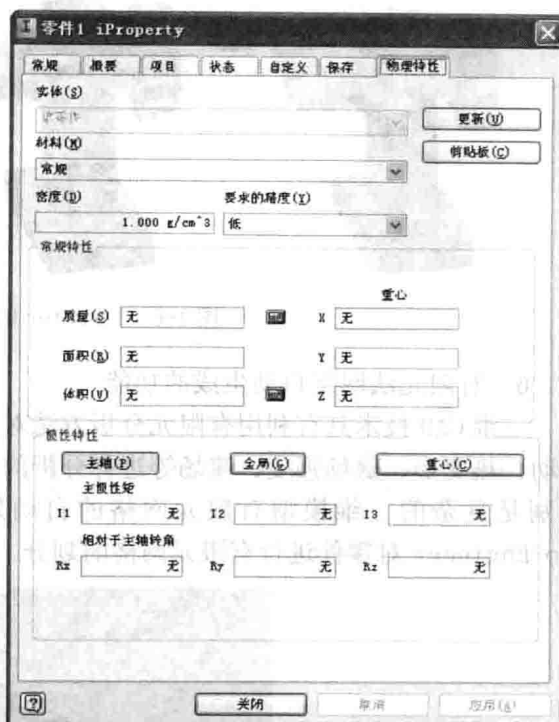 零件1 iProperty
常规 概要 项目 状态 自定义 保存 物理特性
实体(S)
更新(U)
材料(M)
剪贴板(C)
常规
密度(D) 要求的精度(Y)
1.000 g/cm^3 低
常规特性
重心
质量(S) 无 X 无
面积(R) 无 Y 无
体积(V) 无 Z 无
惯性特性
主轴(P) 全局(G) 重心(C)
主惯性矩
I1 无 I2 无 I3 无
相对于主轴转角
Rx 无 Ry 无 Rz 无
关闭 取消 应用(A)